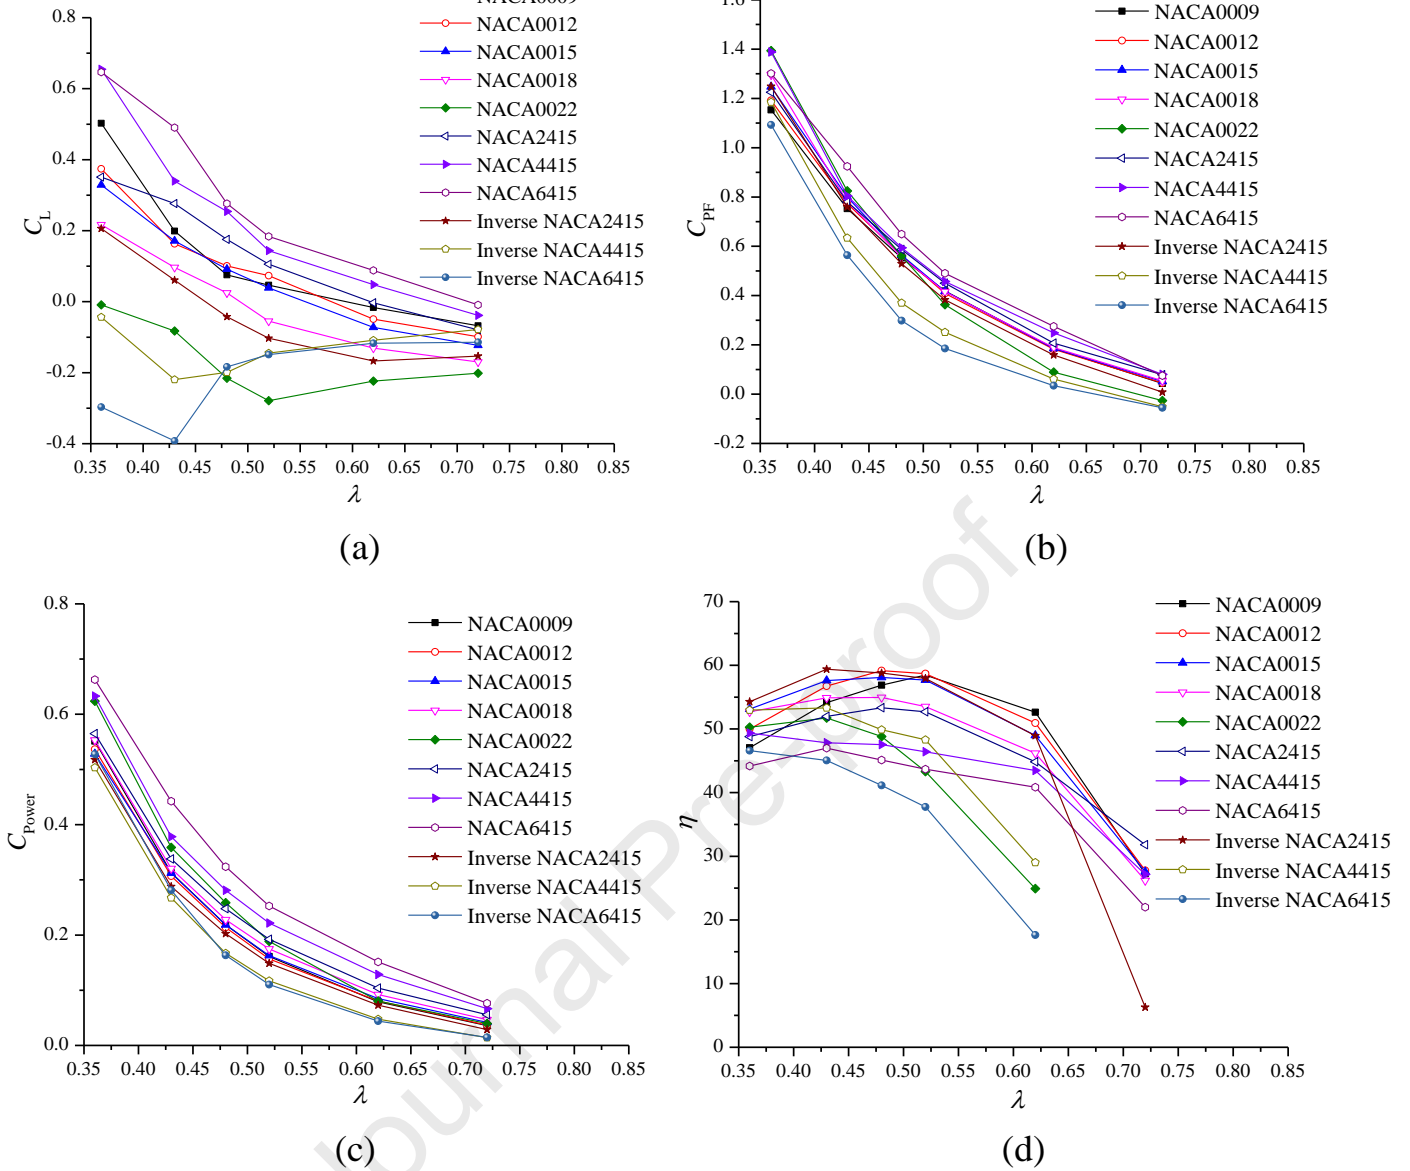 NACA0009
NACA0012
NACA0015
NACA0018
NACA0022
NACA2415
NACA4415
NACA6415
Inverse NACA2415
Inverse NACA4415
Inverse NACA6415
0.8
0.6
0.4
0.2
0.0
-0.2
-0.4
C_L
0.35 0.40 0.45 0.50 0.55 0.60 0.65 0.70 0.75 0.80 0.85
λ
(a)
NACA0009
NACA0012
NACA0015
NACA0018
NACA0022
NACA2415
NACA4415
NACA6415
Inverse NACA2415
Inverse NACA4415
Inverse NACA6415
1.6
1.4
1.2
1.0
0.8
0.6
0.4
0.2
0.0
-0.2
C_PF
0.35 0.40 0.45 0.50 0.55 0.60 0.65 0.70 0.75 0.80 0.85
λ
(b)
NACA0009
NACA0012
NACA0015
NACA0018
NACA0022
NACA2415
NACA4415
NACA6415
Inverse NACA2415
Inverse NACA4415
Inverse NACA6415
0.8
0.6
0.4
0.2
0.0
C_Power
0.35 0.40 0.45 0.50 0.55 0.60 0.65 0.70 0.75 0.80 0.85
λ
(c)
NACA0009
NACA0012
NACA0015
NACA0018
NACA0022
NACA2415
NACA4415
NACA6415
Inverse NACA2415
Inverse NACA4415
Inverse NACA6415
70
60
50
40
30
20
10
0
η
0.35 0.40 0.45 0.50 0.55 0.60 0.65 0.70 0.75 0.80 0.85
λ
(d)
Journal Pre-proof